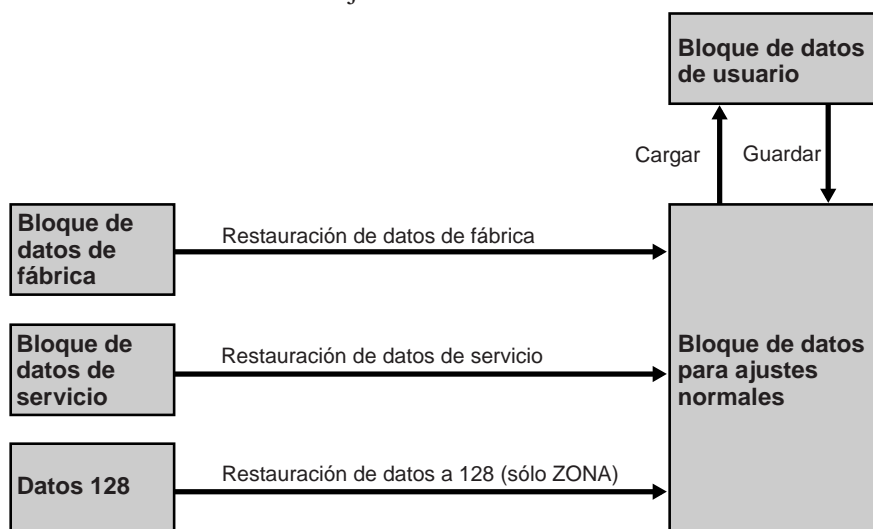 Bloque de datos
de usuario
Cargar
Guardar
Bloque de
datos de
fábrica
Restauración de datos de fábrica
Bloque de
datos de
servicio
Restauración de datos de servicio
Bloque de datos
para ajustes
normales
Datos 128
Restauración de datos a 128 (sólo ZONA)